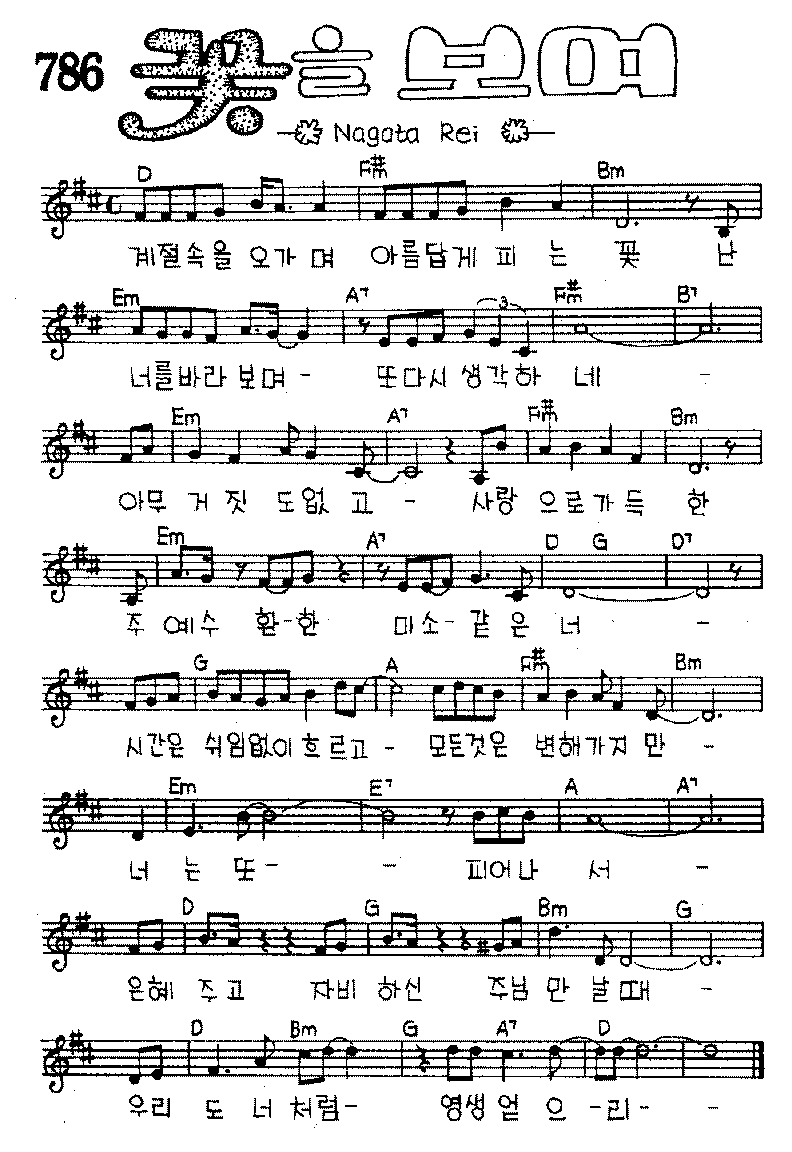 786 꽃을 보며
Nagata Rei
D F#m Bm
계절속을 오가며 아름답게 피 는 꽃 난
Em A7 F#m B7
너를바라 보며- 또다시 생각하 네 -
Em A7 F#m Bm
아무 거 짓 도없 고 - 사랑 으로가 득 한
Em A7 D G D7
주 예수 환-한 미소-같 은 너 -
G A F#m Bm
시간은 쉬임없이 흐르고 - 모든것은 변해가지 만 -
Em E7 A A7
너 는 또- - 피어나 서 -
D G Bm G
은혜 주고 자비 하신 주님 만 날때 -
D Bm G A7 D
우리 도 너 처럼- 영생 얻 으 -리- -